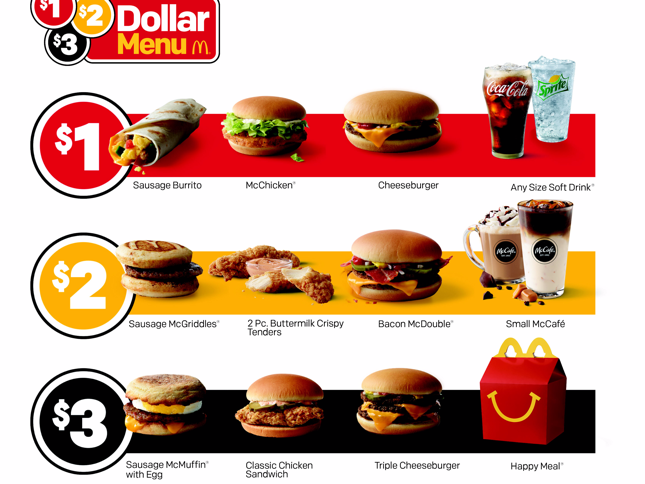 $1
$2
$3
Dollar
Menu
$1
Coca-Cola
Sprite
Sausage Burrito
McChicken®
Cheeseburger
Any Size Soft Drink®
$2
McCafé
McCafé
Sausage McGriddles®
2 Pc. Buttermilk Crispy
Tenders
Bacon McDouble®
Small McCafé
$3
Sausage McMuffin®
with Egg
Classic Chicken
Sandwich
Triple Cheeseburger
Happy Meal®